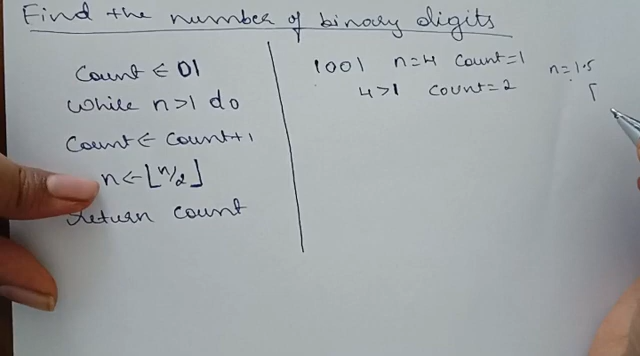 Find the number of binary digits
Count ← 01
While n>1 do
Count ← Count+1
n ← ⌊n/2⌋
return count
1001 n=4 Count=1
4>1 count=2
n=1.5